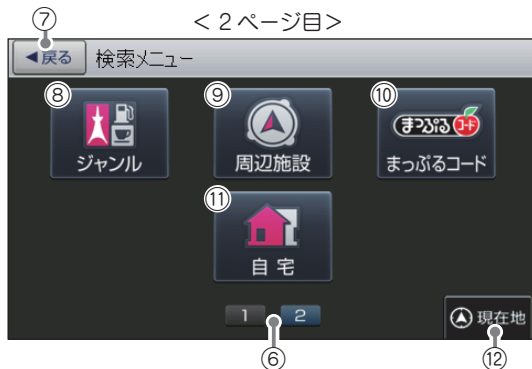 <２ページ目>
⑦
◀戻る 検索メニュー
⑧ ⑨ ⑩
まっぷる コード
ジャンル 周辺施設 まっぷるコード
⑪
自 宅
1 2
現在地
⑥ ⑫